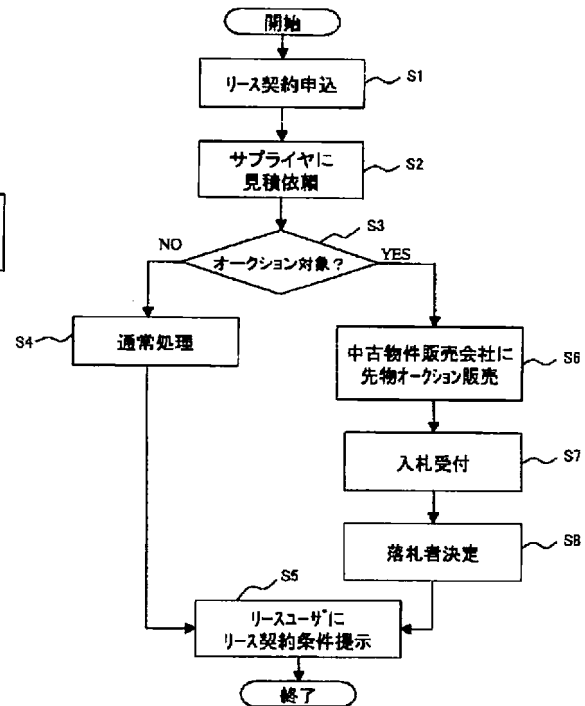 開始
リース契約申込
S1
サプライヤに
見積依頼
S2
S3
オークション対象?
NO
YES
S4
通常処理
中古物件販売会社に
先物オークション販売
S6
入札受付
S7
落札者決定
S8
S5
リースユーザに
リース契約条件提示
終了